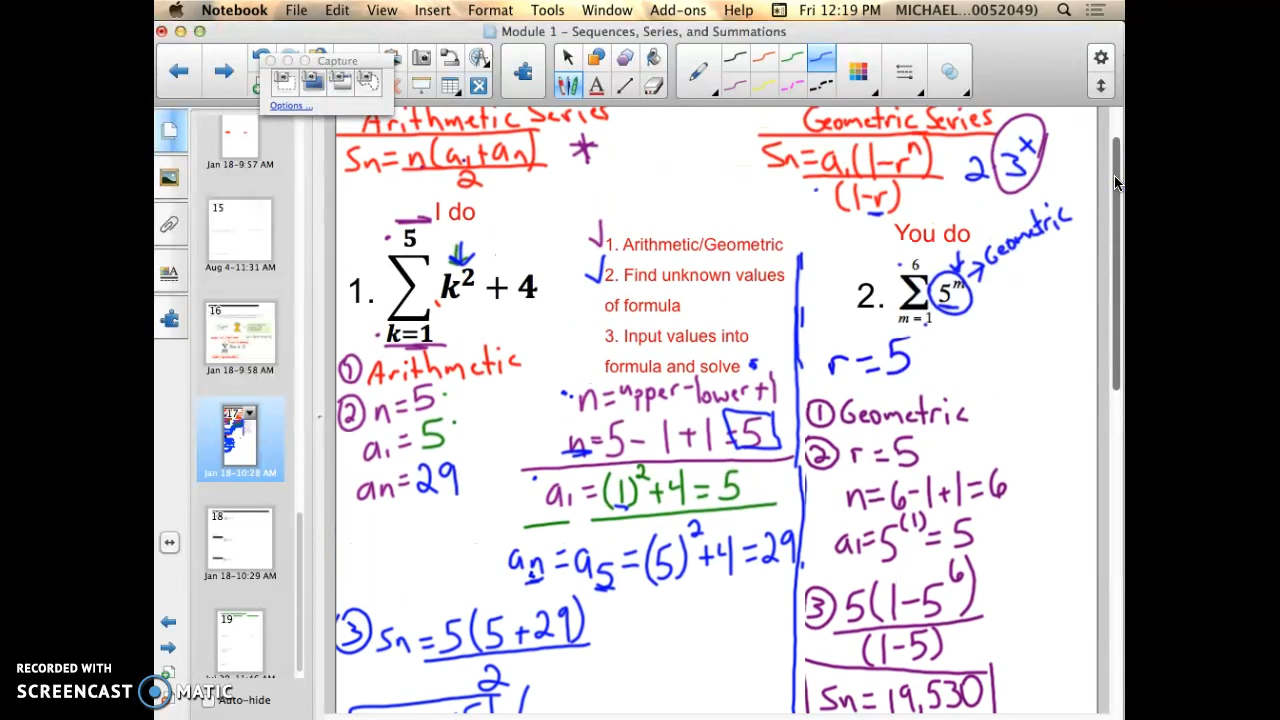 Notebook File Edit View Insert Format Tools Window Add-ons Help Fri 12:19 PM MICHAEL...0052049)
Module 1 – Sequences, Series, and Summations
Capture
Options ...
Jan 18-9:57 AM
15
Aug 4-11:31 AM
16
Jan 18-9:58 AM
17
Jan 18-10:28 AM
18
Jan 18-10:29 AM
19
Auto-hide
RECORDED WITH
SCREENCAST MATIC
Arithmetic Series
Sn = n(a₁ + an) / 2
*
I do
1. 5 ∑ k=1 k² + 4
① Arithmetic
② n = 5
a₁ = 5
an = 29
1. Arithmetic/Geometric
2. Find unknown values
of formula
3. Input values into
formula and solve
n = upper - lower + 1
n = 5 - 1 + 1 = 5
a₁ = (1)² + 4 = 5
an = a₅ = (5)² + 4 = 29
③ Sn = 5(5+29) / 2
Geometric Series
Sn = a₁(1-rⁿ) / (1-r)
2 3ˣ
You do
2. 6 ∑ m = 1 5ᵐ → Geometric
r = 5
① Geometric
② r = 5
n = 6-1+1 = 6
a₁ = 5⁽¹⁾ = 5
③ 5(1-5⁶) / (1-5)
Sn = 19,530